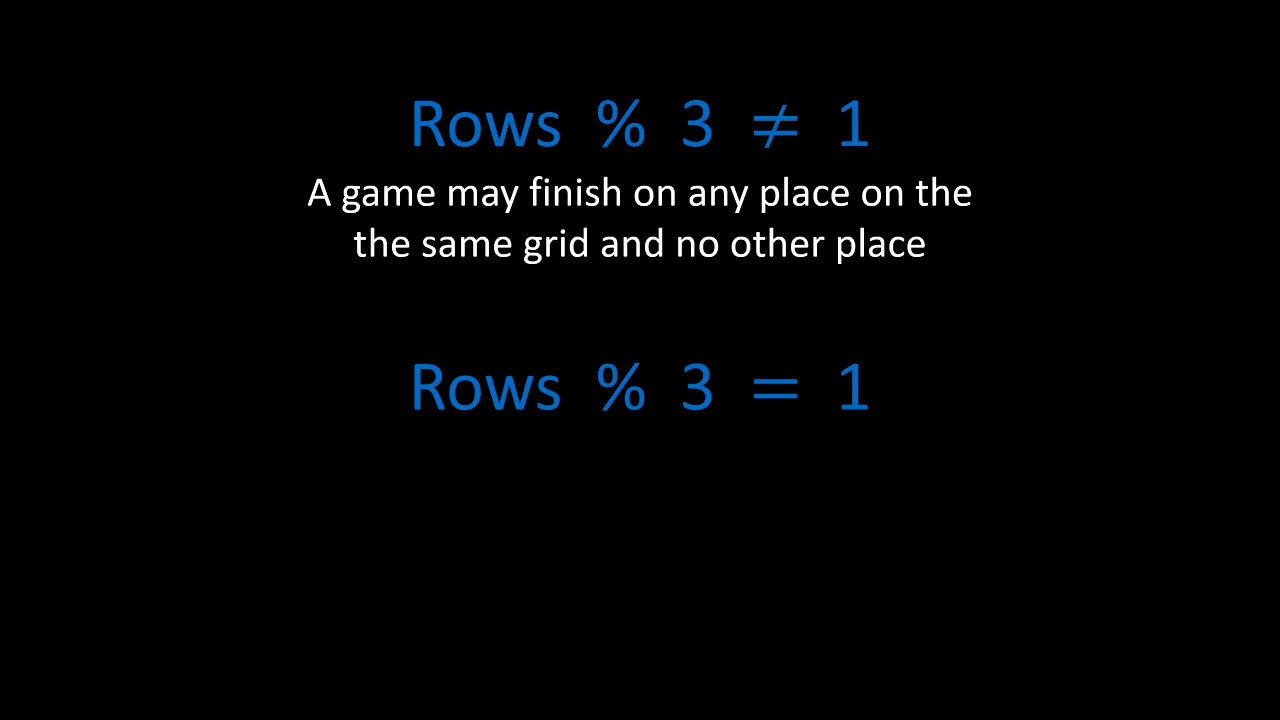 Rows % 3 ≠ 1
A game may finish on any place on the
the same grid and no other place
Rows % 3 = 1